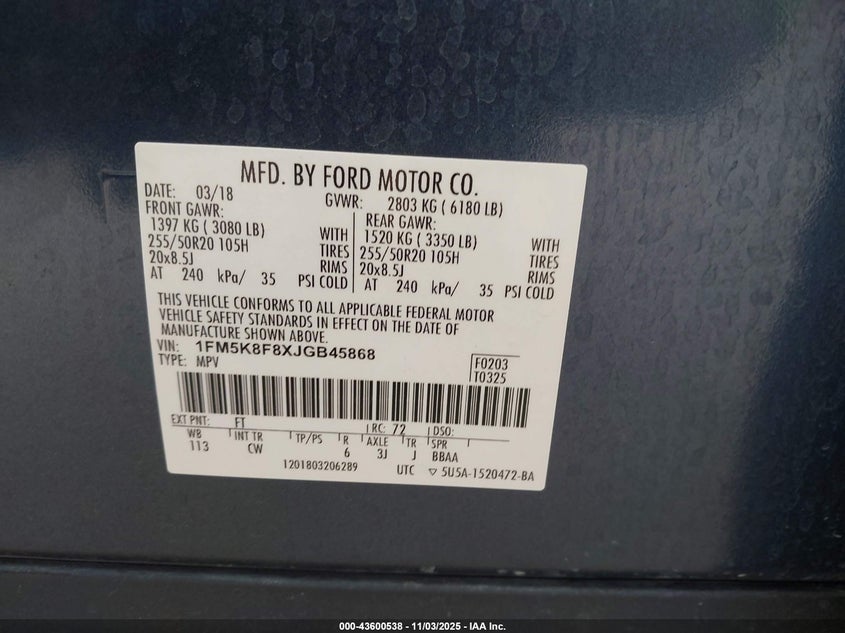 MFD. BY FORD MOTOR CO.
DATE: 03/18 GVWR: 2803 KG ( 6180 LB)
FRONT GAWR: REAR GAWR:
1397 KG ( 3080 LB) WITH 1520 KG ( 3350 LB) WITH
255/50R20 105H TIRES 255/50R20 105H TIRES
20x8.5J RIMS 20x8.5J RIMS
AT 240 kPa/ 35 PSI COLD AT 240 kPa/ 35 PSI COLD
THIS VEHICLE CONFORMS TO ALL APPLICABLE FEDERAL MOTOR
VEHICLE SAFETY STANDARDS IN EFFECT ON THE DATE OF
MANUFACTURE SHOWN ABOVE.
VIN: 1FM5K8F8XJGB45868
TYPE: MPV
F0203
T0325
EXT PNT: FT RC: 72 DSO:
WB INT TR TP/PS R AXLE TR SPR
113 CW 6 3J J BBAA
1201803206289 UTC ▽ 5U5A-1520472-BA
000-43600538 - 11/03/2025 - IAA Inc.